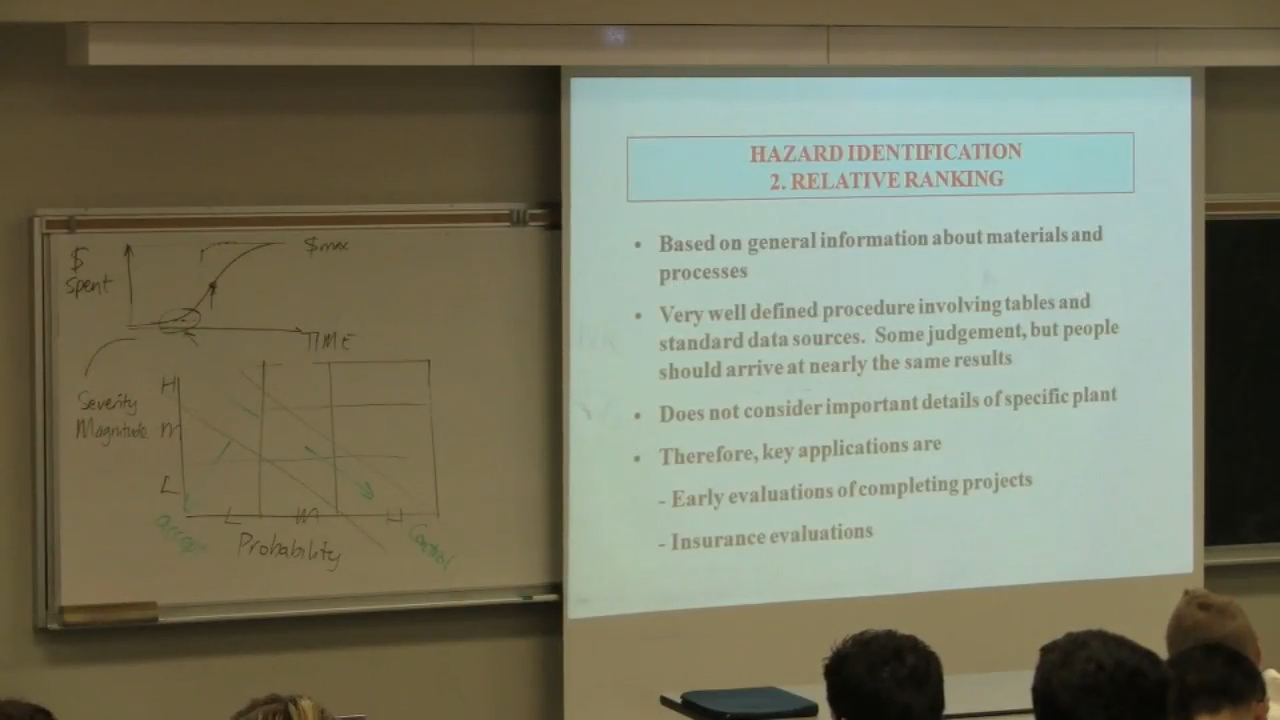 $
spent
$max
TIME
H
Severity
Magnitude M
L
L M H
Probability
Control
HAZARD IDENTIFICATION
2. RELATIVE RANKING
• Based on general information about materials and
processes
• Very well defined procedure involving tables and
standard data sources. Some judgement, but people
should arrive at nearly the same results
• Does not consider important details of specific plant
• Therefore, key applications are
- Early evaluations of completing projects
- Insurance evaluations